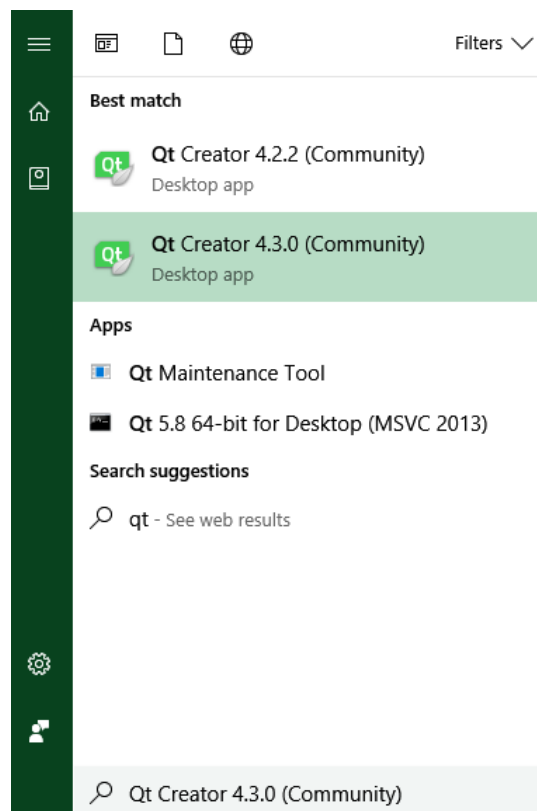 Filters
Best match
Qt Qt Creator 4.2.2 (Community)
Desktop app
Qt Qt Creator 4.3.0 (Community)
Desktop app
Apps
Qt Maintenance Tool
Qt 5.8 64-bit for Desktop (MSVC 2013)
Search suggestions
qt - See web results
Qt Creator 4.3.0 (Community)